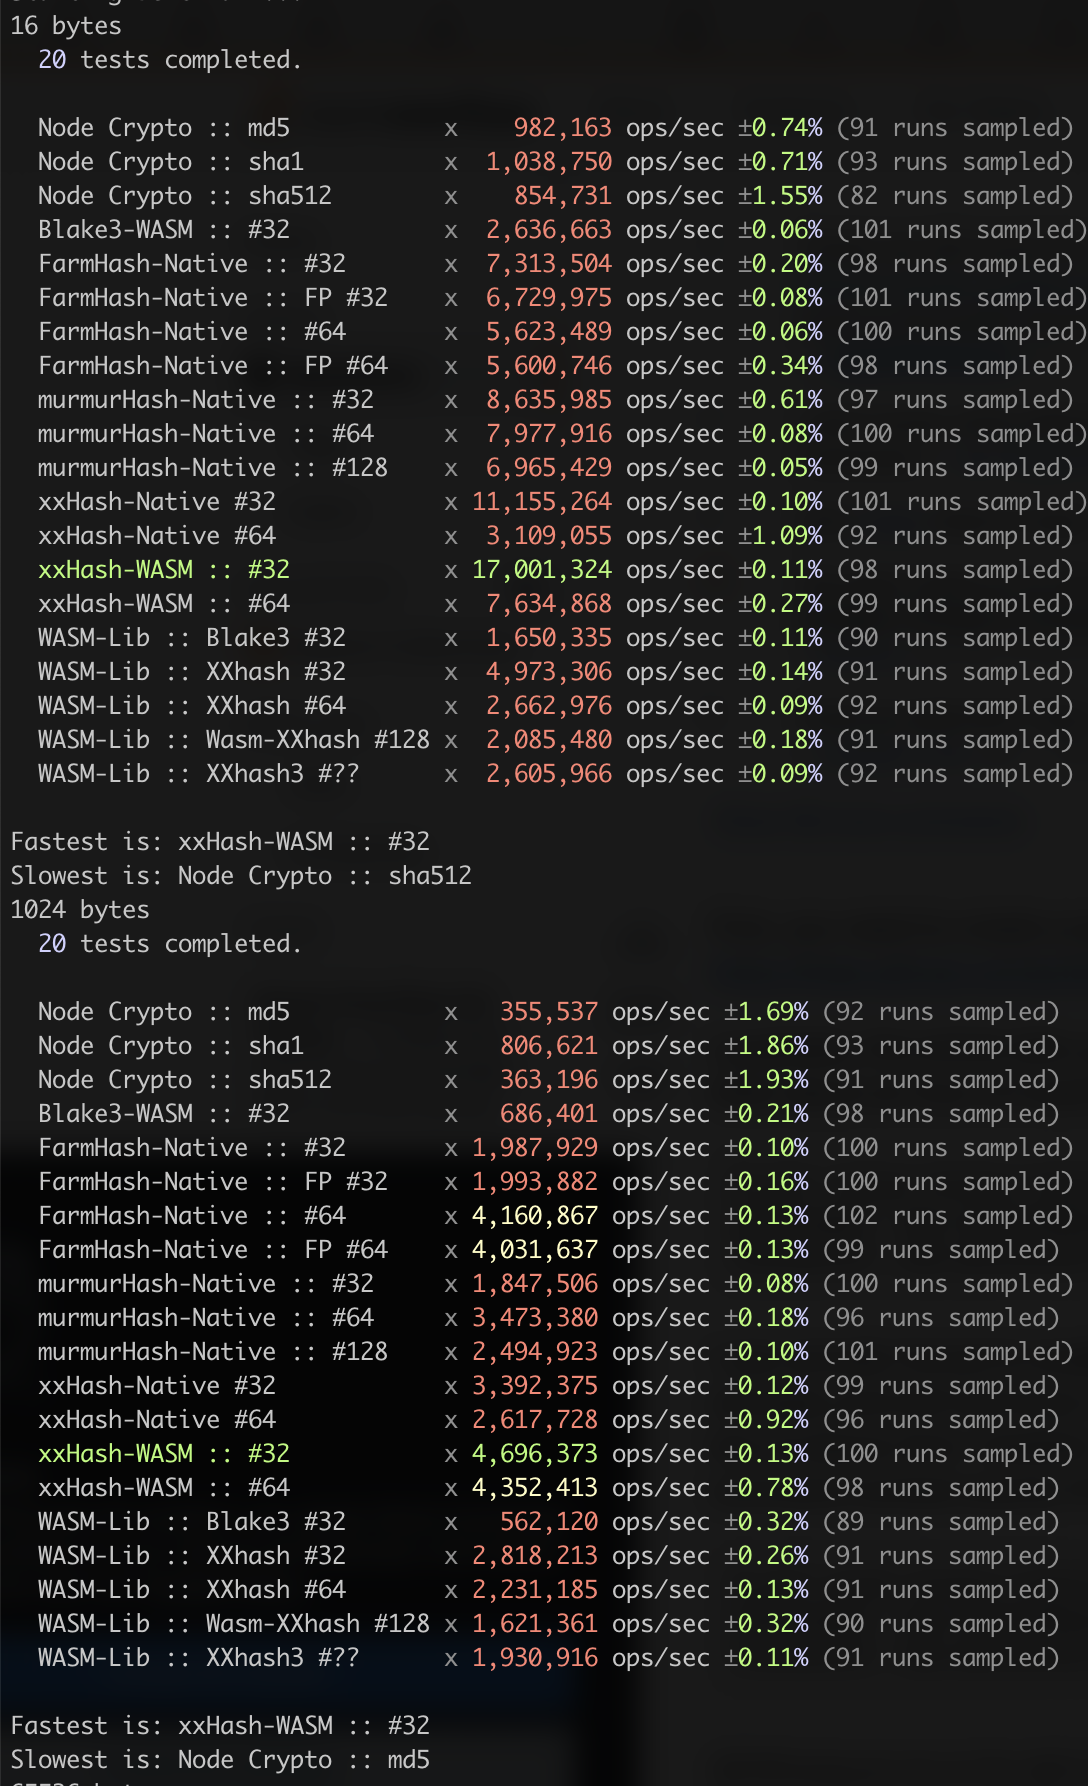 16 bytes
20 tests completed.
Node Crypto :: md5 x 982,163 ops/sec ±0.74% (91 runs sampled)
Node Crypto :: sha1 x 1,038,750 ops/sec ±0.71% (93 runs sampled)
Node Crypto :: sha512 x 854,731 ops/sec ±1.55% (82 runs sampled)
Blake3-WASM :: #32 x 2,636,663 ops/sec ±0.06% (101 runs sampled)
FarmHash-Native :: #32 x 7,313,504 ops/sec ±0.20% (98 runs sampled)
FarmHash-Native :: FP #32 x 6,729,975 ops/sec ±0.08% (101 runs sampled)
FarmHash-Native :: #64 x 5,623,489 ops/sec ±0.06% (100 runs sampled)
FarmHash-Native :: FP #64 x 5,600,746 ops/sec ±0.34% (98 runs sampled)
murmurHash-Native :: #32 x 8,635,985 ops/sec ±0.61% (97 runs sampled)
murmurHash-Native :: #64 x 7,977,916 ops/sec ±0.08% (100 runs sampled)
murmurHash-Native :: #128 x 6,965,429 ops/sec ±0.05% (99 runs sampled)
xxHash-Native #32 x 11,155,264 ops/sec ±0.10% (101 runs sampled)
xxHash-Native #64 x 3,109,055 ops/sec ±1.09% (92 runs sampled)
xxHash-WASM :: #32 x 17,001,324 ops/sec ±0.11% (98 runs sampled)
xxHash-WASM :: #64 x 7,634,868 ops/sec ±0.27% (99 runs sampled)
WASM-Lib :: Blake3 #32 x 1,650,335 ops/sec ±0.11% (90 runs sampled)
WASM-Lib :: XXhash #32 x 4,973,306 ops/sec ±0.14% (91 runs sampled)
WASM-Lib :: XXhash #64 x 2,662,976 ops/sec ±0.09% (92 runs sampled)
WASM-Lib :: Wasm-XXhash #128 x 2,085,480 ops/sec ±0.18% (91 runs sampled)
WASM-Lib :: XXhash3 #?? x 2,605,966 ops/sec ±0.09% (92 runs sampled)
Fastest is: xxHash-WASM :: #32
Slowest is: Node Crypto :: sha512
1024 bytes
20 tests completed.
Node Crypto :: md5 x 355,537 ops/sec ±1.69% (92 runs sampled)
Node Crypto :: sha1 x 806,621 ops/sec ±1.86% (93 runs sampled)
Node Crypto :: sha512 x 363,196 ops/sec ±1.93% (91 runs sampled)
Blake3-WASM :: #32 x 686,401 ops/sec ±0.21% (98 runs sampled)
FarmHash-Native :: #32 x 1,987,929 ops/sec ±0.10% (100 runs sampled)
FarmHash-Native :: FP #32 x 1,993,882 ops/sec ±0.16% (100 runs sampled)
FarmHash-Native :: #64 x 4,160,867 ops/sec ±0.13% (102 runs sampled)
FarmHash-Native :: FP #64 x 4,031,637 ops/sec ±0.13% (99 runs sampled)
murmurHash-Native :: #32 x 1,847,506 ops/sec ±0.08% (100 runs sampled)
murmurHash-Native :: #64 x 3,473,380 ops/sec ±0.18% (96 runs sampled)
murmurHash-Native :: #128 x 2,494,923 ops/sec ±0.10% (101 runs sampled)
xxHash-Native #32 x 3,392,375 ops/sec ±0.12% (99 runs sampled)
xxHash-Native #64 x 2,617,728 ops/sec ±0.92% (96 runs sampled)
xxHash-WASM :: #32 x 4,696,373 ops/sec ±0.13% (100 runs sampled)
xxHash-WASM :: #64 x 4,352,413 ops/sec ±0.78% (98 runs sampled)
WASM-Lib :: Blake3 #32 x 562,120 ops/sec ±0.32% (89 runs sampled)
WASM-Lib :: XXhash #32 x 2,818,213 ops/sec ±0.26% (91 runs sampled)
WASM-Lib :: XXhash #64 x 2,231,185 ops/sec ±0.13% (91 runs sampled)
WASM-Lib :: Wasm-XXhash #128 x 1,621,361 ops/sec ±0.32% (90 runs sampled)
WASM-Lib :: XXhash3 #?? x 1,930,916 ops/sec ±0.11% (91 runs sampled)
Fastest is: xxHash-WASM :: #32
Slowest is: Node Crypto :: md5